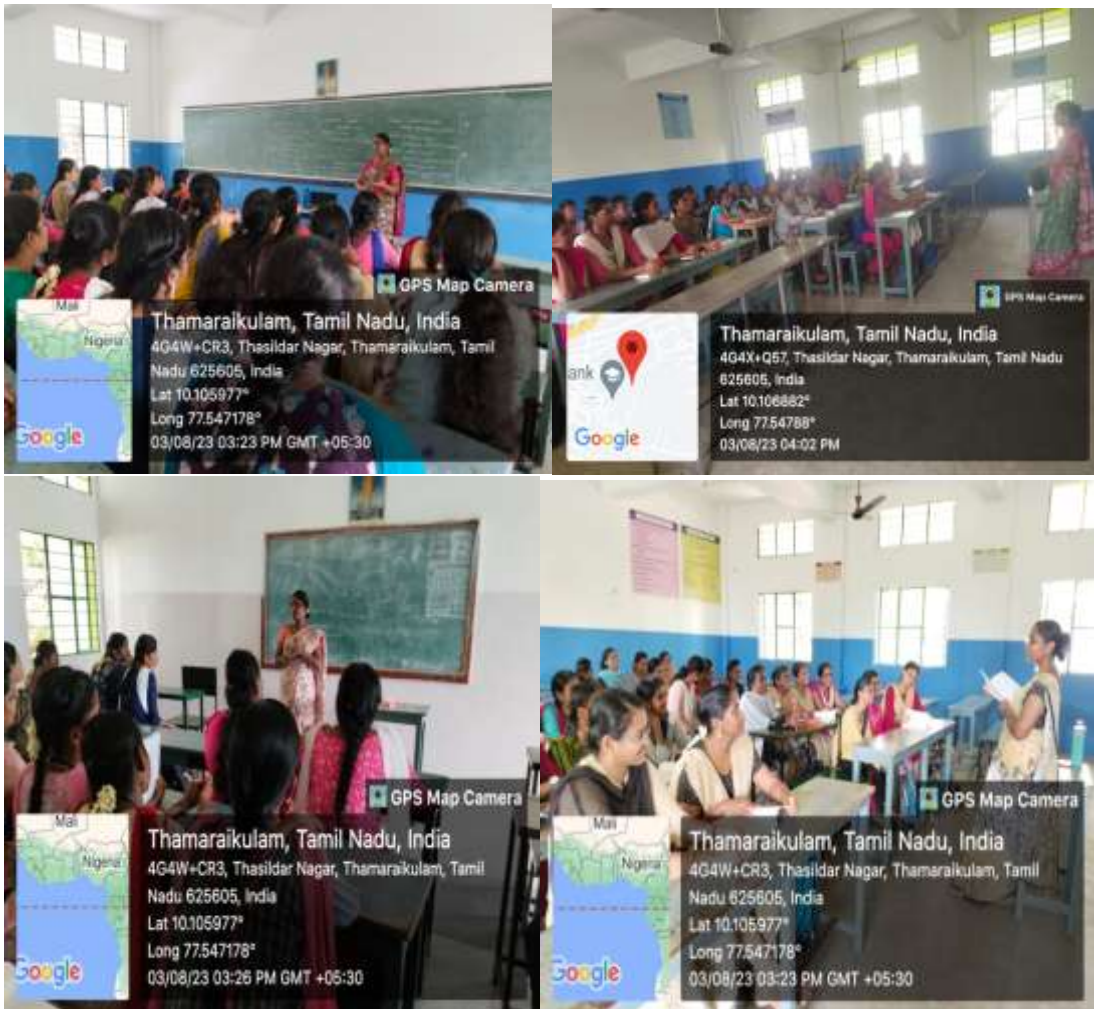 GPS Map Camera
Mali
Nigeria
Google
Thamaraikulam, Tamil Nadu, India
4G4W+CR3, Thasildar Nagar, Thamaraikulam, Tamil
Nadu 625605, India
Lat 10.105977°
Long 77.547178°
03/08/23 03:23 PM GMT +05:30
GPS Map Camera
ank
Google
Thamaraikulam, Tamil Nadu, India
4G4X+Q57, Thasildar Nagar, Thamaraikulam, Tamil Nadu
625605, India
Lat 10.106882°
Long 77.54788°
03/08/23 04:02 PM
GPS Map Camera
Mali
Nigeria
Google
Thamaraikulam, Tamil Nadu, India
4G4W+CR3, Thasildar Nagar, Thamaraikulam, Tamil
Nadu 625605, India
Lat 10.105977°
Long 77.547178°
03/08/23 03:26 PM GMT +05:30
GPS Map Camera
Mali
Nigeria
Google
Thamaraikulam, Tamil Nadu, India
4G4W+CR3, Thasildar Nagar, Thamaraikulam, Tamil
Nadu 625605, India
Lat 10.105977°
Long 77.547178°
03/08/23 03:23 PM GMT +05:30